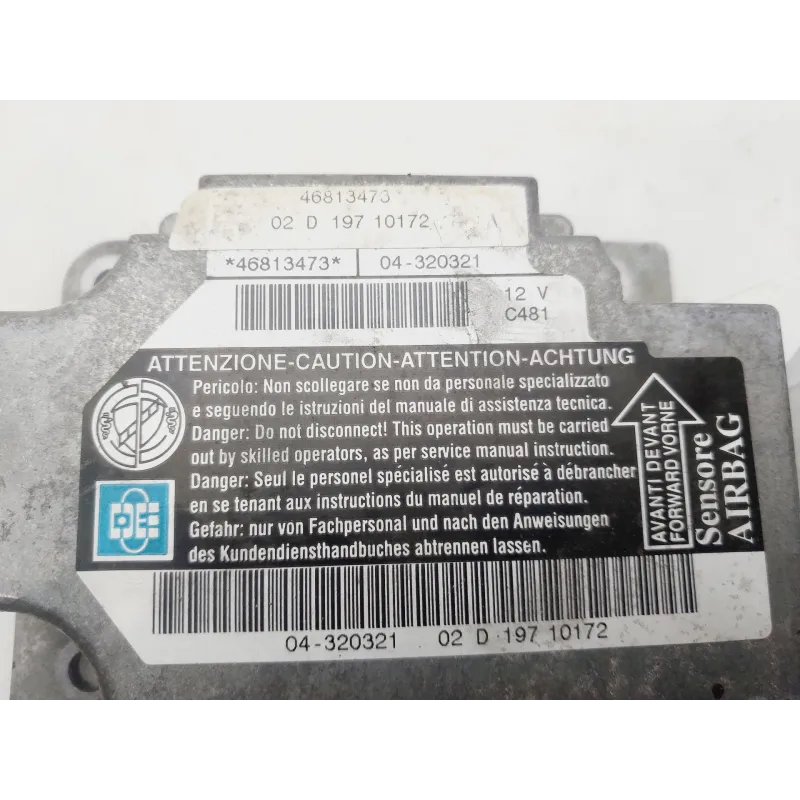 46813473
02 D 197 10172
*46813473* 04-320321
12 V
C481
ATTENZIONE-CAUTION-ATTENTION-ACHTUNG
Pericolo: Non scollegare se non da personale specializzato
e seguendo le istruzioni del manuale di assistenza tecnica.
Danger: Do not disconnect! This operation must be carried
out by skilled operators, as per service manual instruction.
Danger: Seul le personel spécialisé est autorisé à débrancher
en se tenant aux instructions du manuel de réparation.
Gefahr: nur von Fachpersonal und nach den Anweisungen
des Kundendiensthandbuches abtrennen lassen.
AVANTI DEVANT
FORWARD VORNE
Sensore
AIRBAG
04-320321 02 D 197 10172